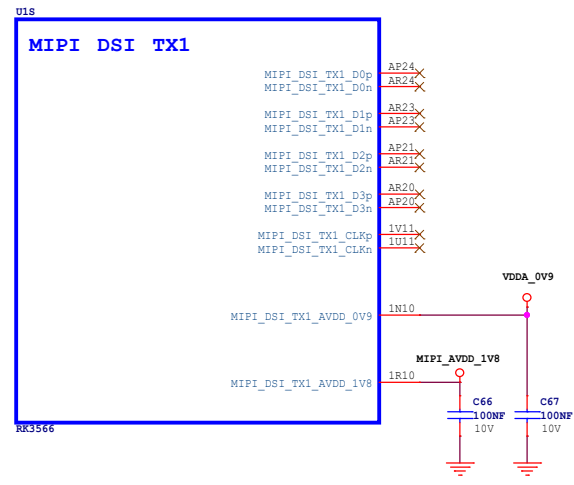 U1S
MIPI DSI TX1
MIPI_DSI_TX1_D0p AP24
MIPI_DSI_TX1_D0n AR24
MIPI_DSI_TX1_D1p AR23
MIPI_DSI_TX1_D1n AP23
MIPI_DSI_TX1_D2p AP21
MIPI_DSI_TX1_D2n AR21
MIPI_DSI_TX1_D3p AR20
MIPI_DSI_TX1_D3n AP20
MIPI_DSI_TX1_CLKp 1V11
MIPI_DSI_TX1_CLKn 1U11
VDDA_0V9
MIPI_DSI_TX1_AVDD_0V9 1N10
MIPI_AVDD_1V8
MIPI_DSI_TX1_AVDD_1V8 1R10
C66 C67
100NF 100NF
10V 10V
RK3566